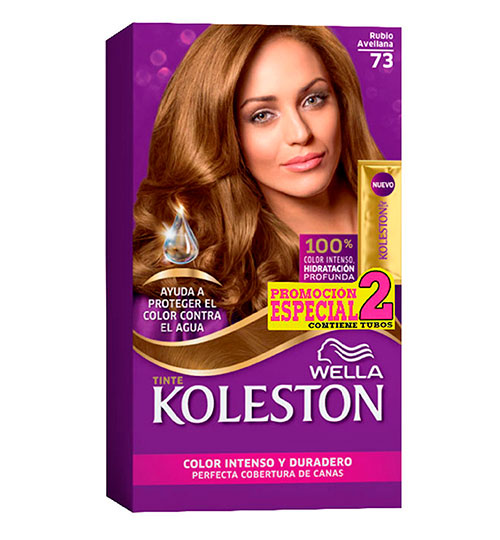 Rubio
Avellana
73
NUEVO
KOLESTON
100%
COLOR INTENSO,
HIDRATACIÓN
PROFUNDA
AYUDA A
PROTEGER EL
COLOR CONTRA
EL AGUA
PROMOCIÓN
ESPECIAL 2
CONTIENE TUBOS
WELLA
TINTE
KOLESTON
COLOR INTENSO Y DURADERO
PERFECTA COBERTURA DE CANAS